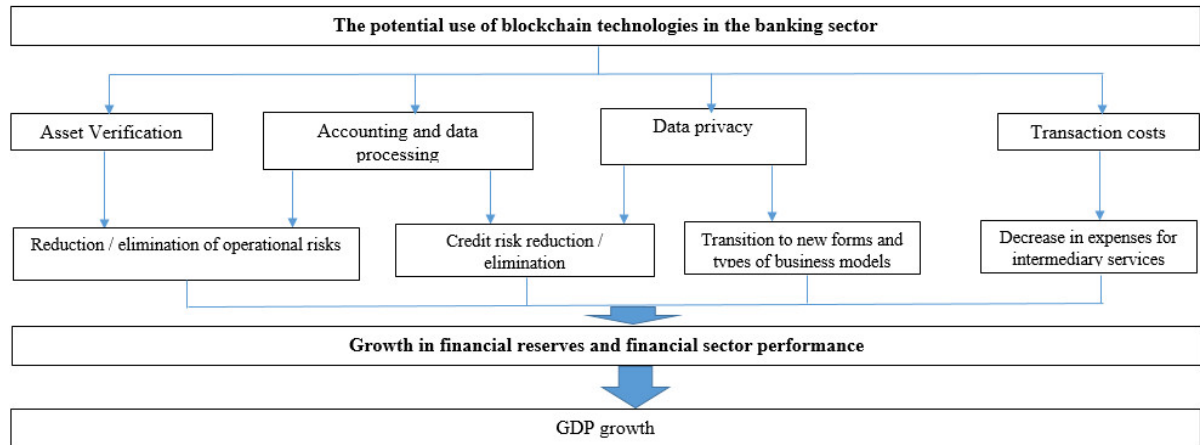 The potential use of blockchain technologies in the banking sector
Asset Verification
Accounting and data
processing
Data privacy
Transaction costs
Reduction / elimination of operational risks
Credit risk reduction /
elimination
Transition to new forms and
types of business models
Decrease in expenses for
intermediary services
Growth in financial reserves and financial sector performance
GDP growth